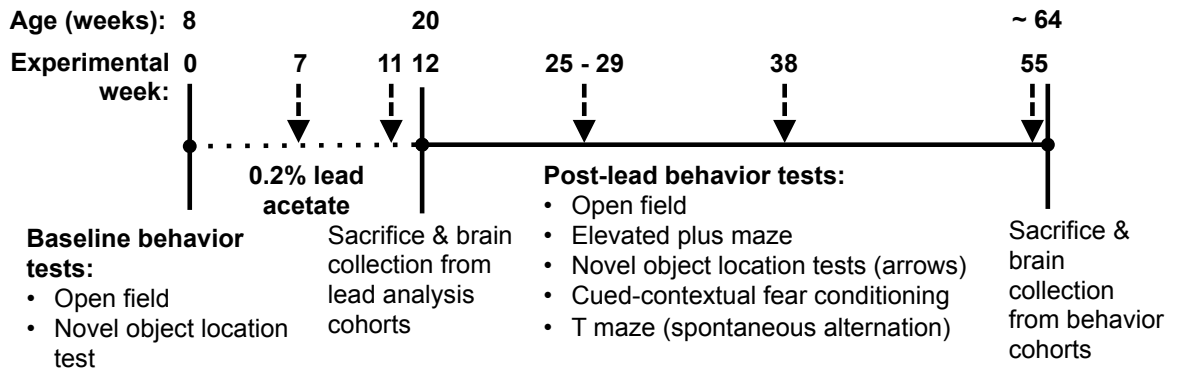 Age (weeks): 8 20 ~ 64
Experimental week: 0 7 11 12 25 - 29 38 55
0.2% lead
acetate
Baseline behavior
tests:
• Open field
• Novel object location
test
Sacrifice & brain
collection from
lead analysis
cohorts
Post-lead behavior tests:
• Open field
• Elevated plus maze
• Novel object location tests (arrows)
• Cued-contextual fear conditioning
• T maze (spontaneous alternation)
Sacrifice &
brain
collection
from behavior
cohorts